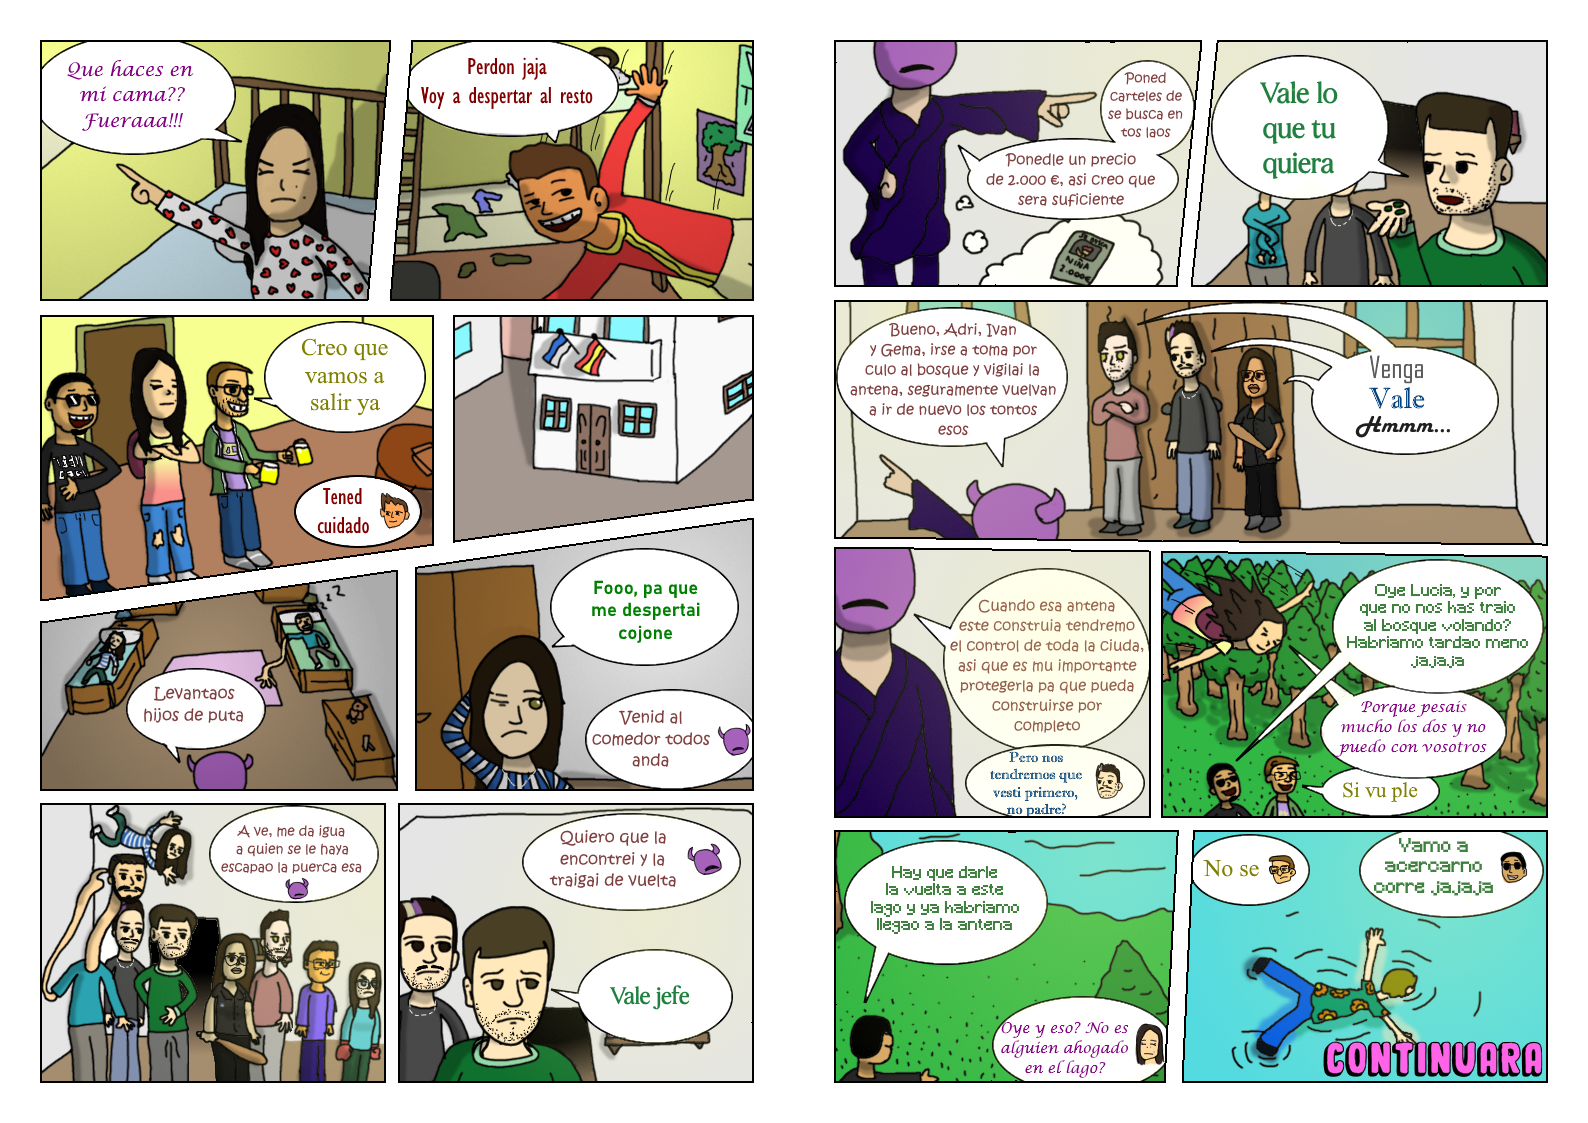 Que haces en
mi cama??
Fueraaa!!!
Perdon jaja
Voy a despertar al resto
Creo que
vamos a
salir ya
Tened
cuidado
Levantaos
hijos de puta
Fooo, pa que
me despertai
cojone
Venid al
comedor todos
anda
A ve, me da igua
a quien se le haya
escapao la puerca esa
Quiero que la
encontrei y la
traigai de vuelta
Vale jefe
Poned
carteles de
se busca en
tos laos
Ponedle un precio
de 2.000 €, asi creo que
sera suficiente
SE BUSCA
NIÑA
2.000€
Vale lo
que tu
quiera
Bueno, Adri, Ivan
y Gema, irse a toma por
culo al bosque y vigilai la
antena, seguramente vuelvan
a ir de nuevo los tontos
esos
Venga
Vale
Hmmm...
Cuando esa antena
este construia tendremo
el control de toda la ciuda,
asi que es mu importante
protegerla pa que pueda
construirse por
completo
Pero nos
tendremos que
vesti primero,
no padre?
Oye Lucia, y por
que no nos has traio
al bosque volando?
Habriamo tardao meno
jajaja
Porque pesais
mucho los dos y no
puedo con vosotros
Si vu ple
Hay que darle
la vuelta a este
lago y ya habriamo
llegao a la antena
Oye y eso? No es
alguien ahogado
en el lago?
No se
Vamo a
acercarno
corre jajaja
CONTINUARA